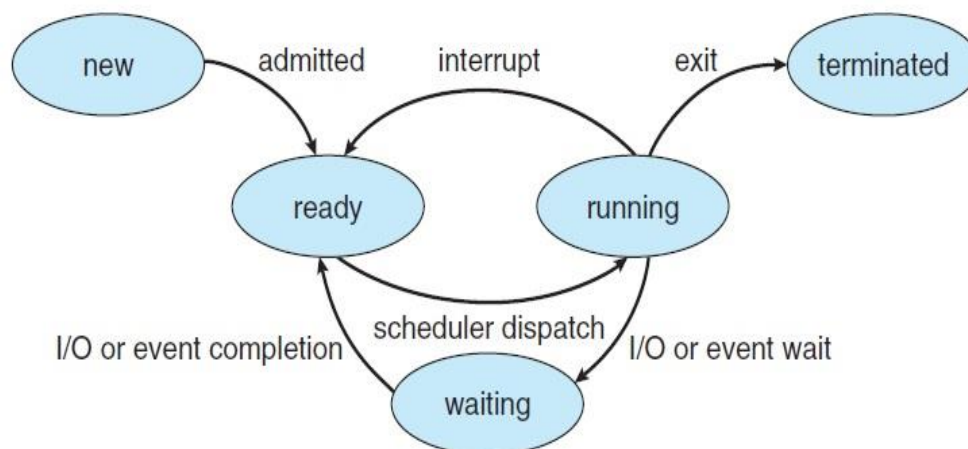 new
admitted
interrupt
exit
terminated
ready
running
I/O or event completion
scheduler dispatch
I/O or event wait
waiting